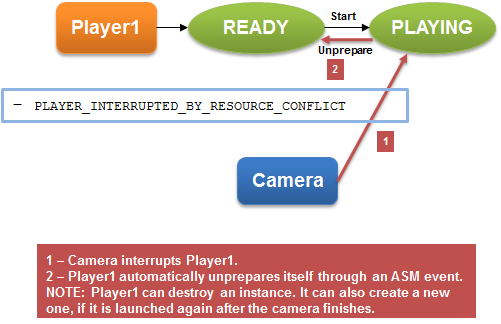 Player1
READY
Start
PLAYING
Unprepare
2
– PLAYER_INTERRUPTED_BY_RESOURCE_CONFLICT
1
Camera
1 – Camera interrupts Player1.
2 – Player1 automatically unprepares itself through an ASM event.
NOTE: Player1 can destroy an instance. It can also create a new
one, if it is launched again after the camera finishes.